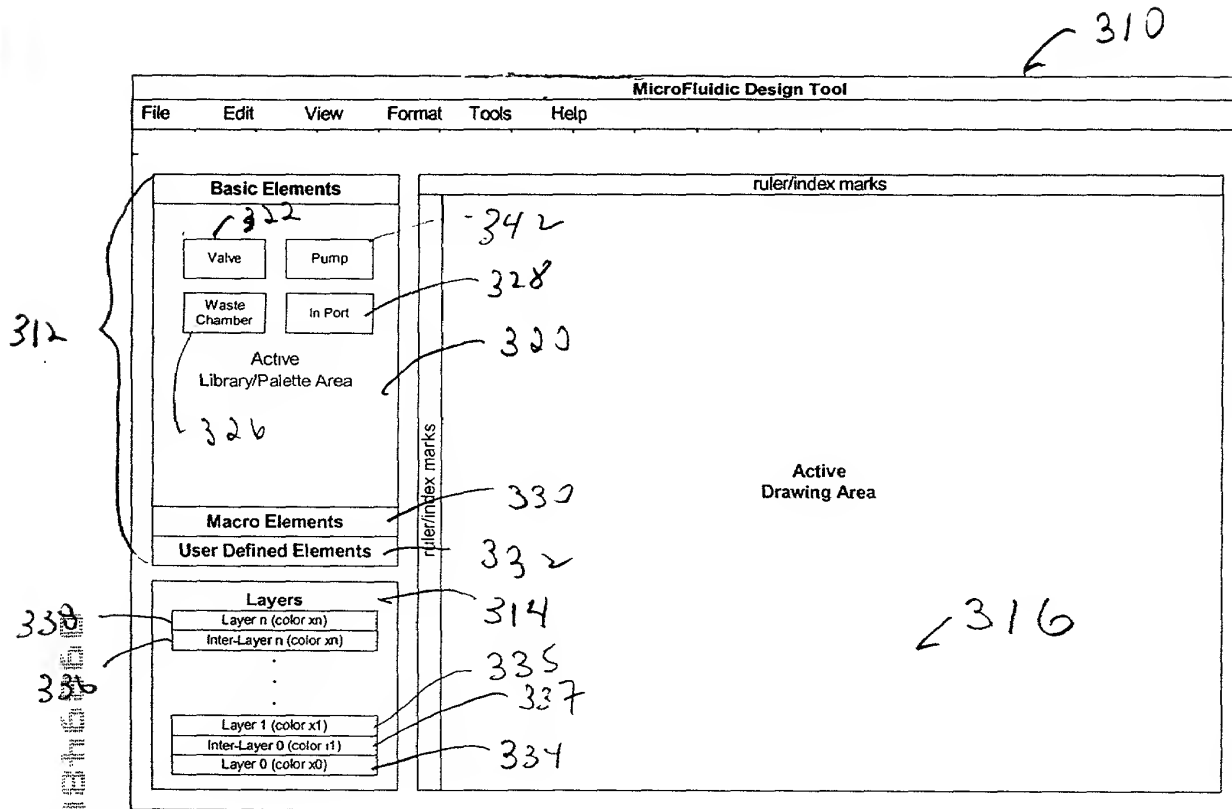 310
MicroFluidic Design Tool
File Edit View Format Tools Help
Basic Elements
ruler/index marks
322
342
Valve
Pump
328
Waste
Chamber
In Port
312
320
Active
Library/Palette Area
326
ruler/index marks
Active
Drawing Area
330
Macro Elements
User Defined Elements
332
Layers
314
316
338
Layer n (color xn)
Inter-Layer n (color xn)
336
335
337
Layer 1 (color x1)
Inter-Layer 0 (color i1)
334
Layer 0 (color x0)